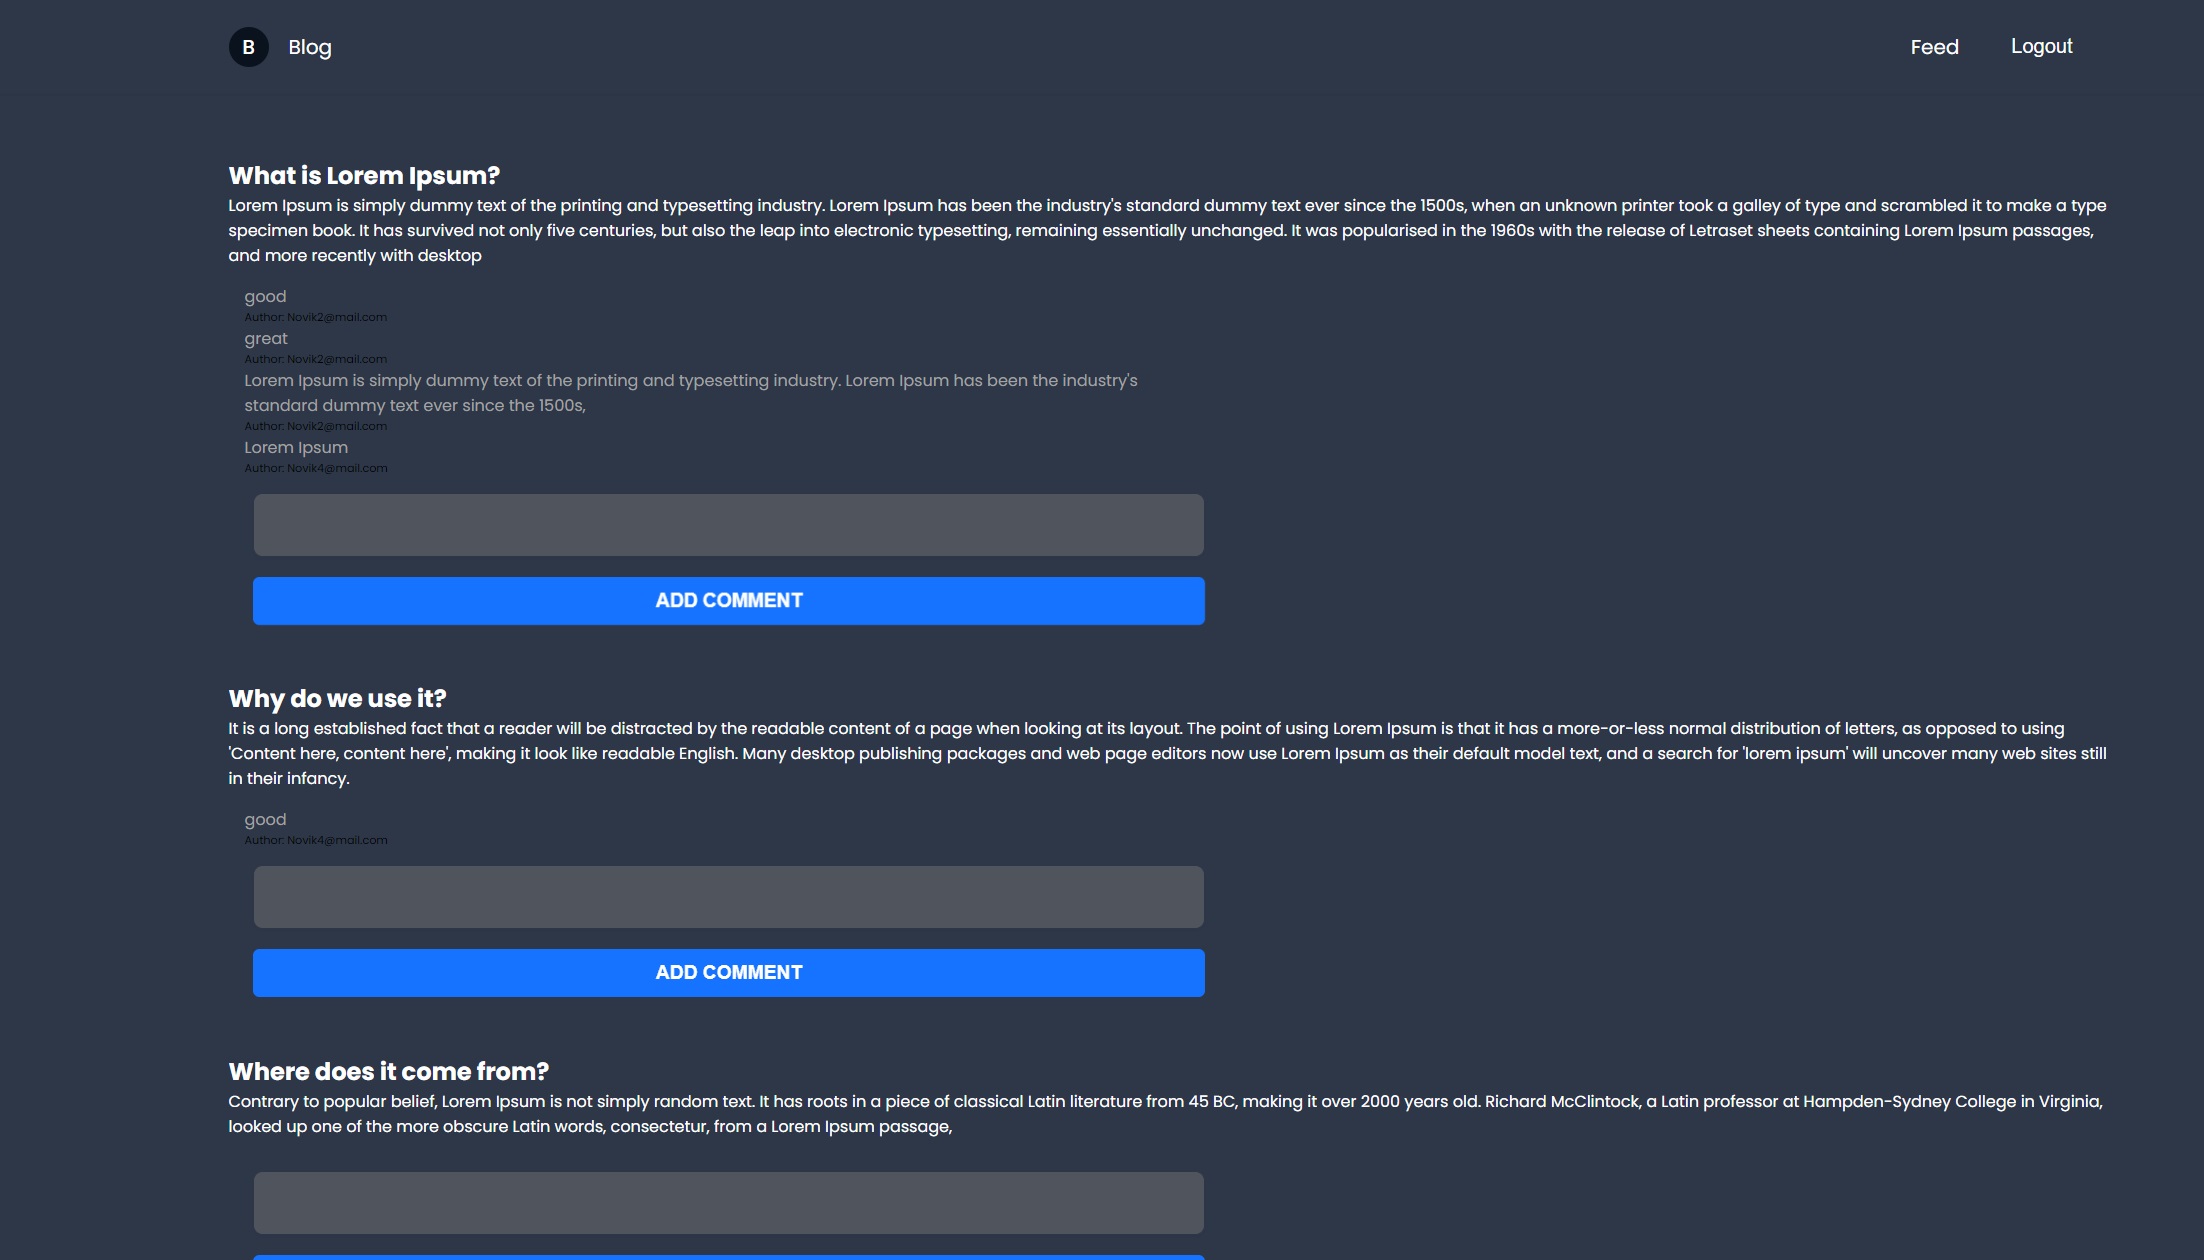 B Blog Feed Logout
What is Lorem Ipsum?
Lorem Ipsum is simply dummy text of the printing and typesetting industry. Lorem Ipsum has been the industry's standard dummy text ever since the 1500s, when an unknown printer took a galley of type and scrambled it to make a type
specimen book. It has survived not only five centuries, but also the leap into electronic typesetting, remaining essentially unchanged. It was popularised in the 1960s with the release of Letraset sheets containing Lorem Ipsum passages,
and more recently with desktop
good
Author: Novik2@mail.com
great
Author: Novik2@mail.com
Lorem Ipsum is simply dummy text of the printing and typesetting industry. Lorem Ipsum has been the industry's
standard dummy text ever since the 1500s,
Author: Novik2@mail.com
Lorem Ipsum
Author: Novik4@mail.com
ADD COMMENT
Why do we use it?
It is a long established fact that a reader will be distracted by the readable content of a page when looking at its layout. The point of using Lorem Ipsum is that it has a more-or-less normal distribution of letters, as opposed to using
'Content here, content here', making it look like readable English. Many desktop publishing packages and web page editors now use Lorem Ipsum as their default model text, and a search for 'lorem ipsum' will uncover many web sites still
in their infancy.
good
Author: Novik4@mail.com
ADD COMMENT
Where does it come from?
Contrary to popular belief, Lorem Ipsum is not simply random text. It has roots in a piece of classical Latin literature from 45 BC, making it over 2000 years old. Richard McClintock, a Latin professor at Hampden-Sydney College in Virginia,
looked up one of the more obscure Latin words, consectetur, from a Lorem Ipsum passage,